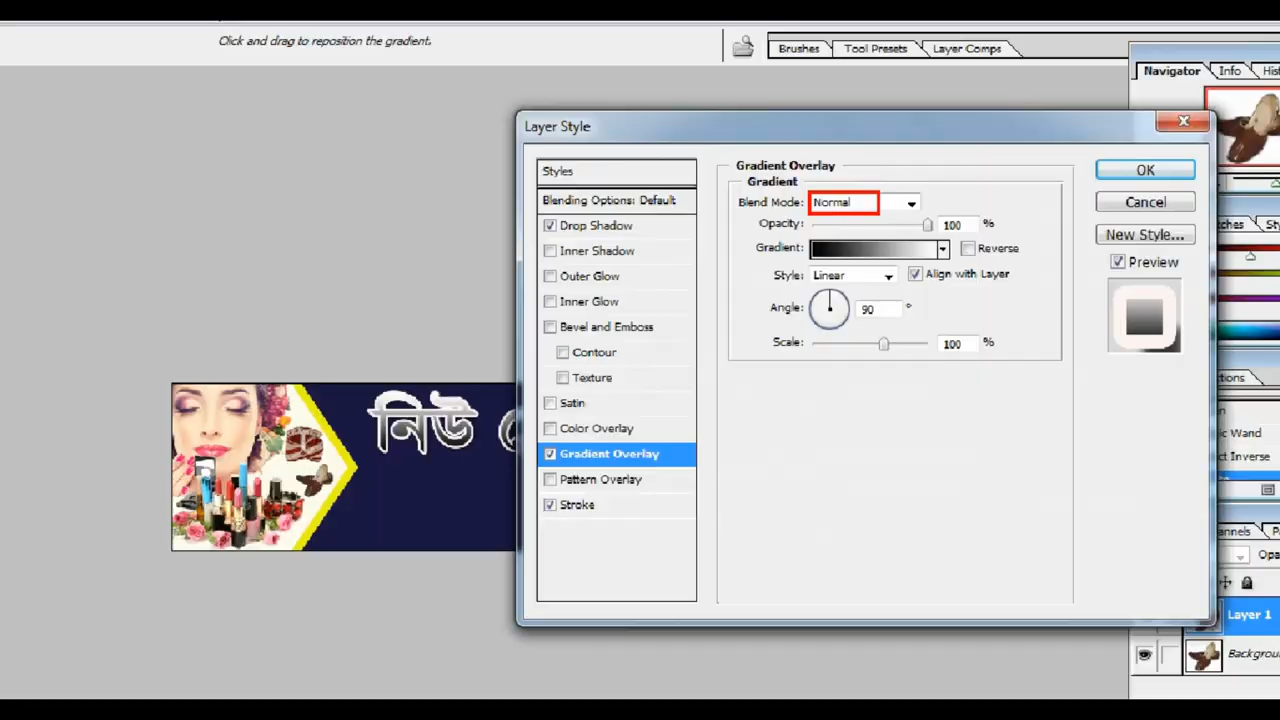 Click and drag to reposition the gradient.
Brushes Tool Presets Layer Comps
Navigator Info
Layer Style
Styles
Blending Options: Default
Drop Shadow
Inner Shadow
Outer Glow
Inner Glow
Bevel and Emboss
Contour
Texture
Satin
Color Overlay
Gradient Overlay
Pattern Overlay
Stroke
Gradient Overlay
Gradient
Blend Mode: Normal
Opacity: 100 %
Gradient: Reverse
Style: Linear Align with Layer
Angle: 90 °
Scale: 100 %
OK
Cancel
New Style...
Preview
নিউ
Wand
Inverse
Layer 1